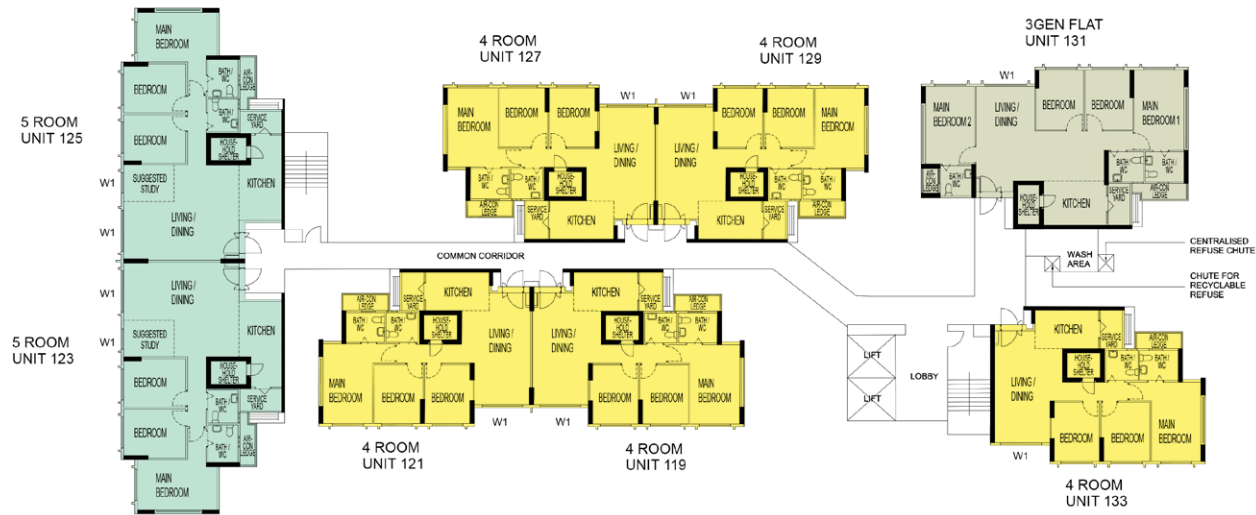 5 ROOM
UNIT 125
MAIN
BEDROOM
BEDROOM
BATH /
WC
AIR-
CON
LEDGE
BATH /
WC
SERVICE
YARD
BEDROOM
HOUSE-
HOLD
SHELTER
W1
SUGGESTED
STUDY
KITCHEN
W1
LIVING /
DINING
5 ROOM
UNIT 123
W1
LIVING /
DINING
W1
SUGGESTED
STUDY
KITCHEN
HOUSE-
HOLD
SHELTER
BEDROOM
BATH /
WC
SERVICE
YARD
BEDROOM
BATH /
WC
AIR-
CON
LEDGE
MAIN
BEDROOM
4 ROOM
UNIT 127
W1
MAIN
BEDROOM
BEDROOM
BEDROOM
LIVING /
DINING
BATH /
WC
BATH /
WC
HOUSE-
HOLD
SHELTER
AIR-CON
LEDGE
SERVICE
YARD
KITCHEN
4 ROOM
UNIT 129
W1
BEDROOM
BEDROOM
MAIN
BEDROOM
LIVING /
DINING
HOUSE-
HOLD
SHELTER
BATH /
WC
BATH /
WC
KITCHEN
SERVICE
YARD
AIR-CON
LEDGE
3GEN FLAT
UNIT 131
W1
MAIN
BEDROOM 2
LIVING /
DINING
BEDROOM
BEDROOM
MAIN
BEDROOM 1
AIR-
CON
LEDGE
BATH /
WC
BATH /
WC
BATH /
WC
HOUSE-
HOLD
SHELTER
KITCHEN
SERVICE
YARD
AIR-CON
LEDGE
WASH
AREA
CENTRALISED
REFUSE CHUTE
CHUTE FOR
RECYCLABLE
REFUSE
COMMON CORRIDOR
AIR-CON
LEDGE
SERVICE
YARD
KITCHEN
BATH /
WC
BATH /
WC
HOUSE-
HOLD
SHELTER
LIVING /
DINING
MAIN
BEDROOM
BEDROOM
BEDROOM
W1
4 ROOM
UNIT 121
KITCHEN
SERVICE
YARD
AIR-CON
LEDGE
LIVING /
DINING
HOUSE-
HOLD
SHELTER
BATH /
WC
BATH /
WC
BEDROOM
BEDROOM
MAIN
BEDROOM
W1
4 ROOM
UNIT 119
LIFT
LIFT
LOBBY
KITCHEN
SERVICE
YARD
AIR-CON
LEDGE
LIVING /
DINING
HOUSE-
HOLD
SHELTER
BATH /
WC
BATH /
WC
BEDROOM
BEDROOM
MAIN
BEDROOM
W1
4 ROOM
UNIT 133